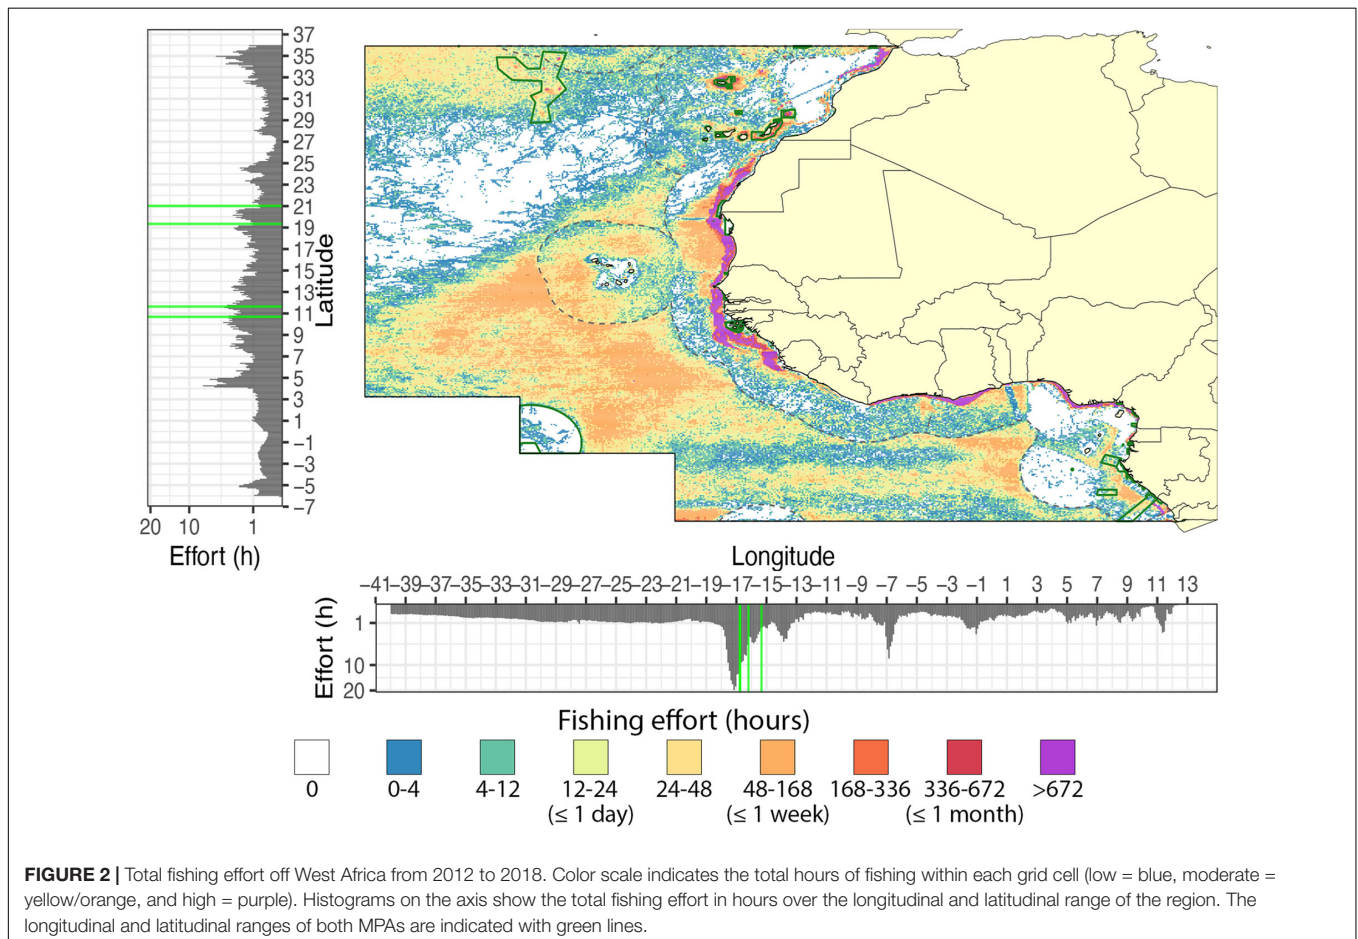 37
35
33
31
29
27
25
23
21
19
17
15
13
11
9
7
5
3
1
−1
−3
−5
−7
Latitude
20 10 1
Effort (h)
Longitude
−41 −39 −37 −35 −33 −31 −29 −27 −25 −23 −21 −19 −17 −15 −13 −11 −9 −7 −5 −3 −1 1 3 5 7 9 11 13
Effort (h)
1
10
20
Fishing effort (hours)
0 0-4 4-12 12-24 24-48 48-168 168-336 336-672 >672
(≤ 1 day) (≤ 1 week) (≤ 1 month)
FIGURE 2 | Total fishing effort off West Africa from 2012 to 2018. Color scale indicates the total hours of fishing within each grid cell (low = blue, moderate =
yellow/orange, and high = purple). Histograms on the axis show the total fishing effort in hours over the longitudinal and latitudinal range of the region. The
longitudinal and latitudinal ranges of both MPAs are indicated with green lines.